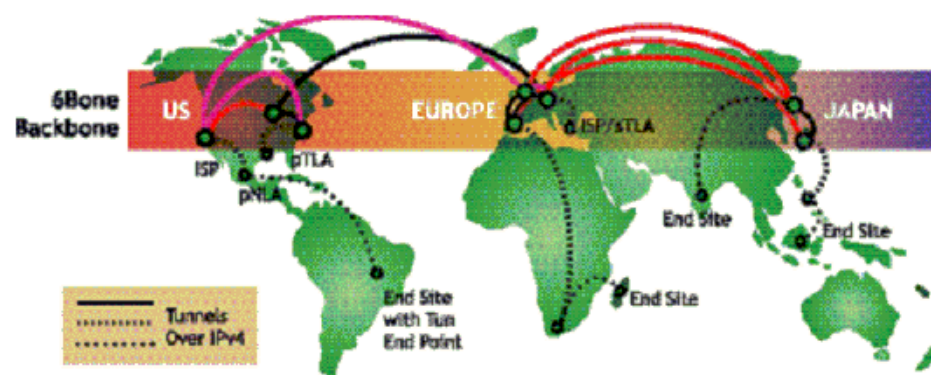 6Bone
Backbone
US
EUROPE
JAPAN
ISP/sTLA
ISP
pTLA
pNLA
End Site
End Site
End Site
with Tun
End Point
End Site
Tunnels
Over IPv4